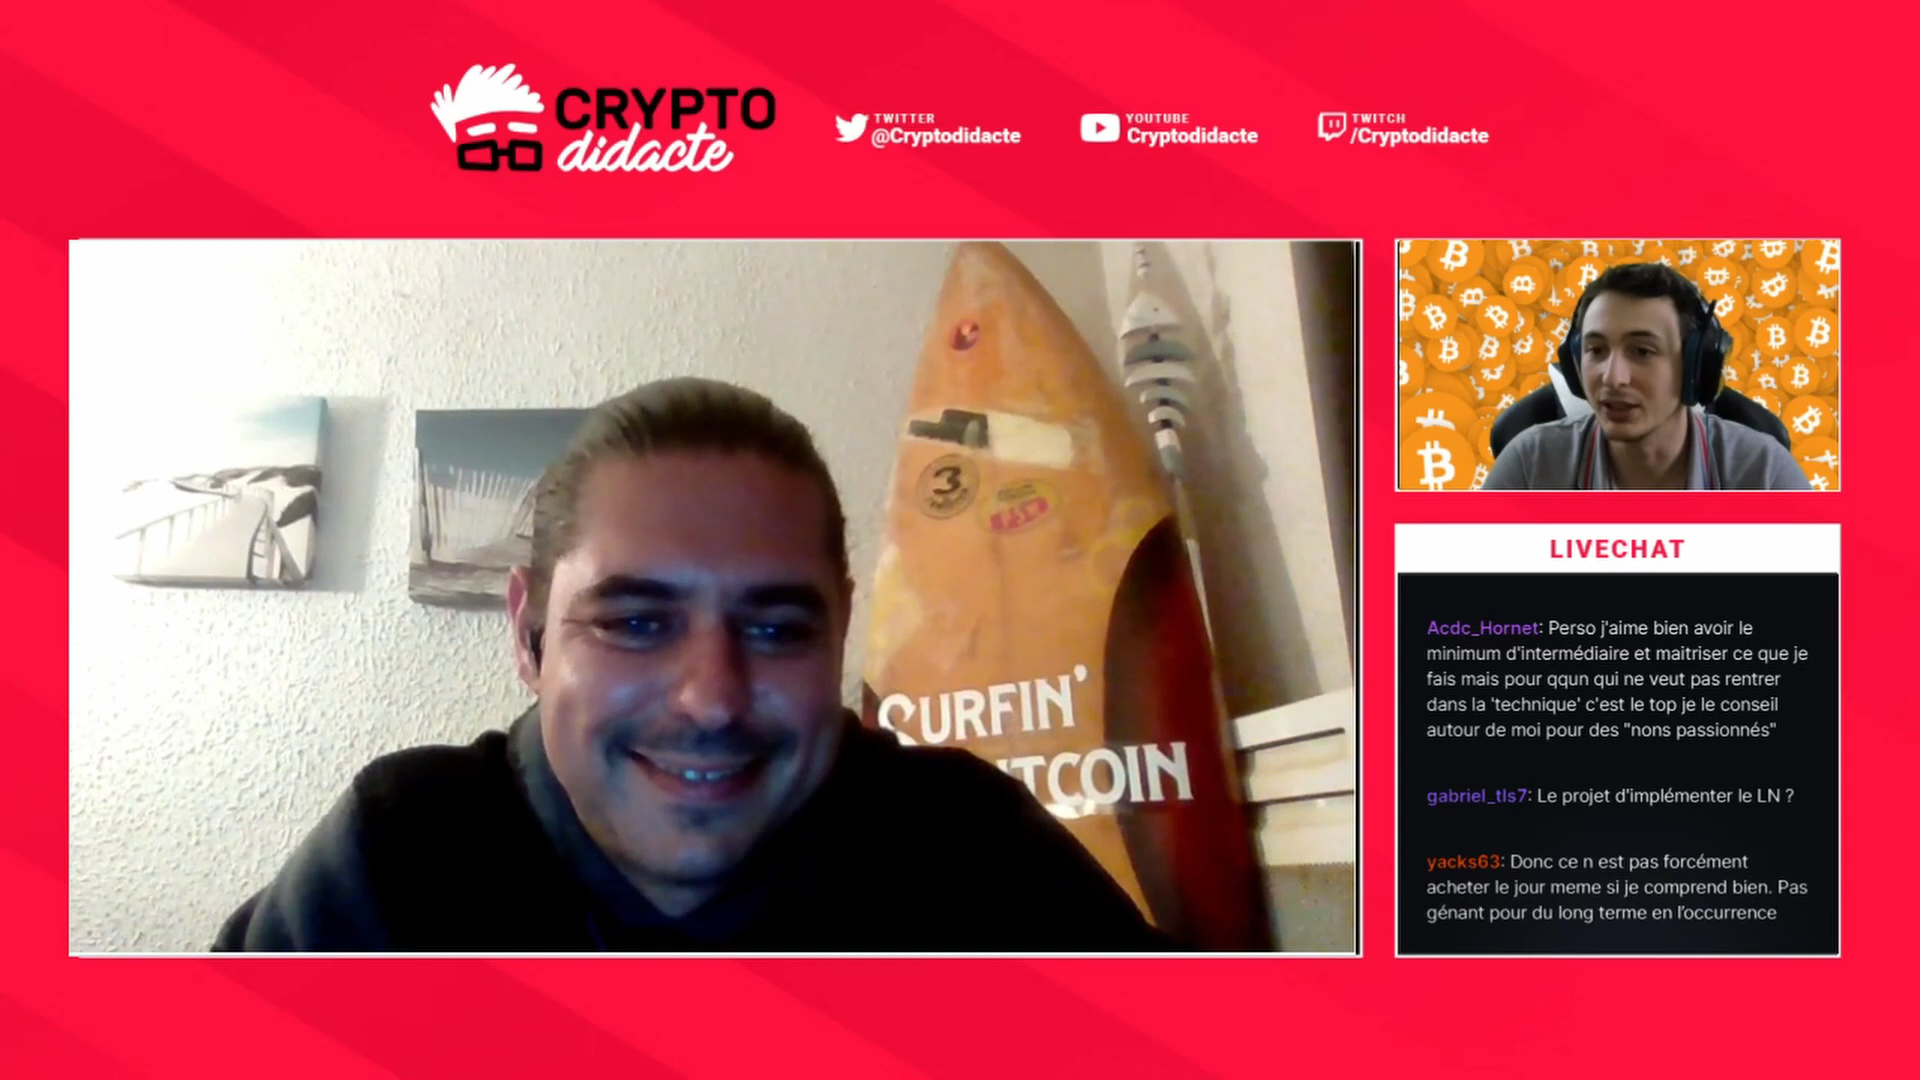 CRYPTO
didacte
TWITTER
@Cryptodidacte
YOUTUBE
Cryptodidacte
TWITCH
/Cryptodidacte
3
SURFIN'
ITCOIN
LIVECHAT
Acdc_Hornet: Perso j'aime bien avoir le
minimum d'intermédiaire et maitriser ce que je
fais mais pour qqun qui ne veut pas rentrer
dans la 'technique' c'est le top je le conseil
autour de moi pour des "nons passionnés"
gabriel_tls7: Le projet d'implémenter le LN ?
yacks63: Donc ce n est pas forcément
acheter le jour meme si je comprend bien. Pas
génant pour du long terme en l'occurrence